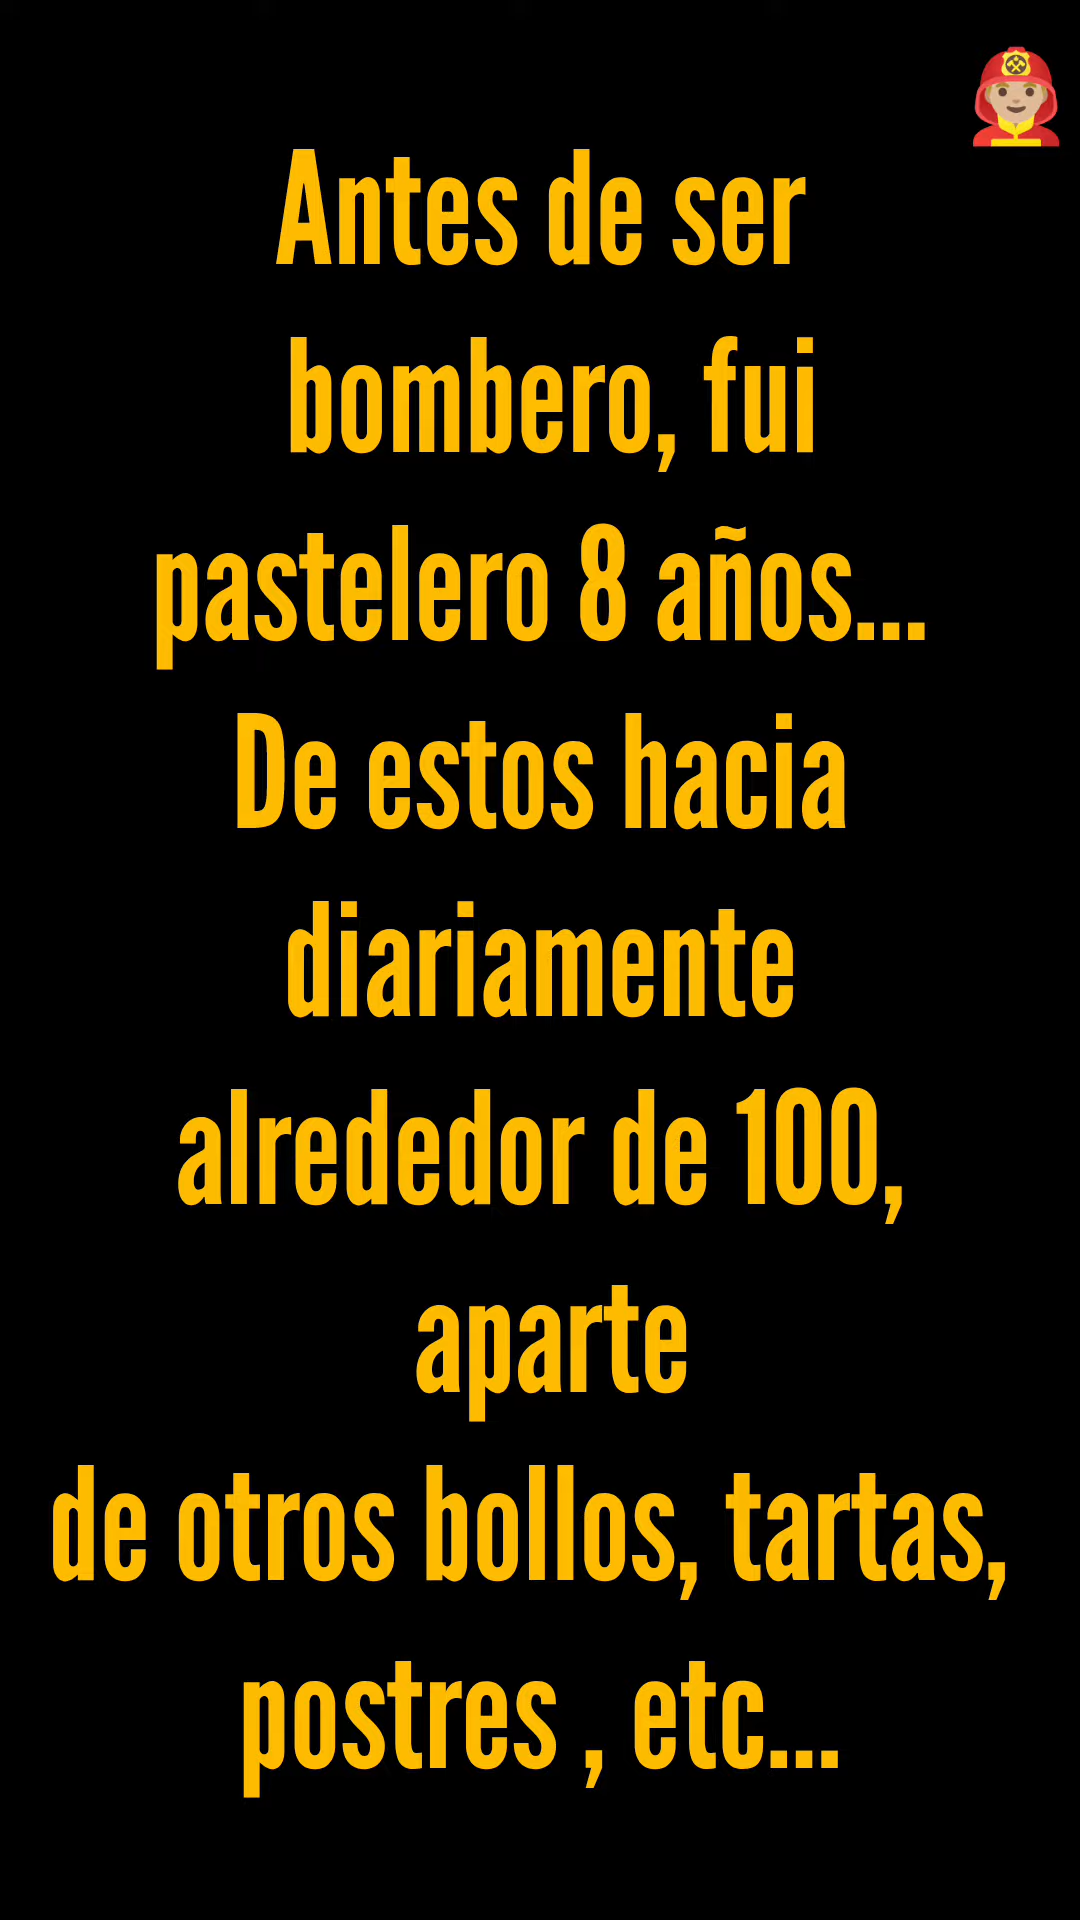 Antes de ser
bombero, fui
pastelero 8 años...
De estos hacia
diariamente
alrededor de 100,
aparte
de otros bollos, tartas,
postres , etc...